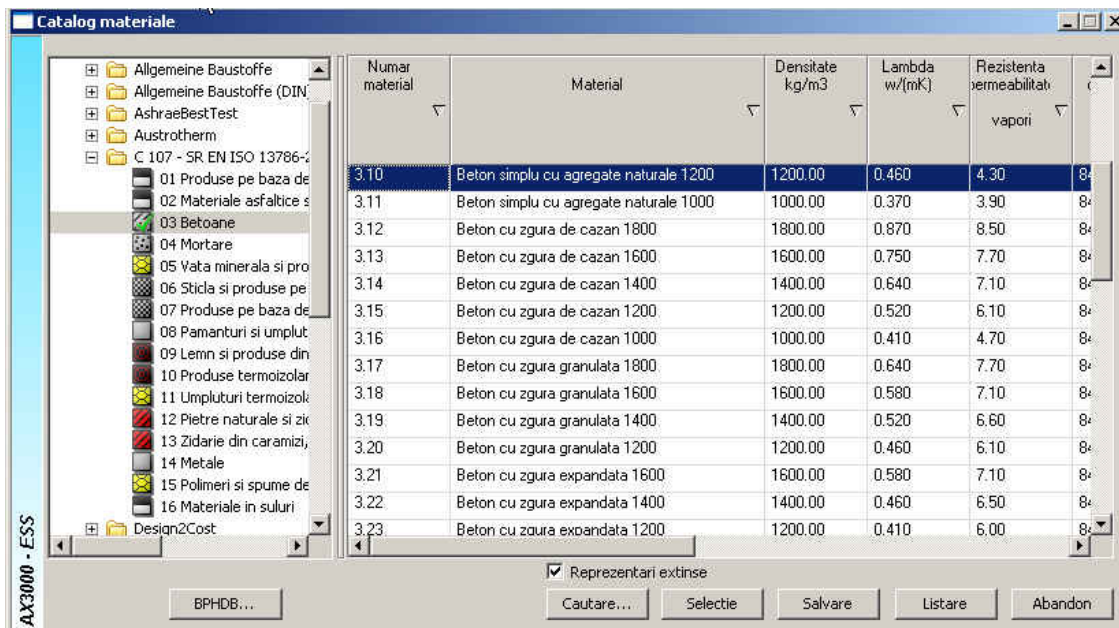 Catalog materiale
Allgemeine Baustoffe
Allgemeine Baustoffe (DIN)
AshraeBestTest
Austrotherm
C 107 - SR EN ISO 13786-2
01 Produse pe baza de
02 Materiale asfaltice s
03 Betoane
04 Mortare
05 Vata minerala si pro
06 Sticla si produse pe
07 Produse pe baza de
08 Pamanturi si umplut
09 Lemn si produse din
10 Produse termoizolar
11 Umpluturi termoizola
12 Pietre naturale si zid
13 Zidarie din caramizi,
14 Metale
15 Polimeri si spume de
16 Materiale in suluri
Design2Cost
Numar material Material Densitate kg/m3 Lambda w/(mK) Rezistenta permeabilitate vapori
3.10 Beton simplu cu agregate naturale 1200 1200.00 0.460 4.30 84
3.11 Beton simplu cu agregate naturale 1000 1000.00 0.370 3.90 84
3.12 Beton cu zgura de cazan 1800 1800.00 0.870 8.50 84
3.13 Beton cu zgura de cazan 1600 1600.00 0.750 7.70 84
3.14 Beton cu zgura de cazan 1400 1400.00 0.640 7.10 84
3.15 Beton cu zgura de cazan 1200 1200.00 0.520 6.10 84
3.16 Beton cu zgura de cazan 1000 1000.00 0.410 4.70 84
3.17 Beton cu zgura granulata 1800 1800.00 0.640 7.70 84
3.18 Beton cu zgura granulata 1600 1600.00 0.580 7.10 84
3.19 Beton cu zgura granulata 1400 1400.00 0.520 6.60 84
3.20 Beton cu zgura granulata 1200 1200.00 0.460 6.10 84
3.21 Beton cu zgura expandata 1600 1600.00 0.580 7.10 84
3.22 Beton cu zgura expandata 1400 1400.00 0.460 6.50 84
3.23 Beton cu zgura expandata 1200 1200.00 0.410 6.00 84
Reprezentari extinse
BPHDB... Cautare... Selectie Salvare Listare Abandon
AX3000 - ESS